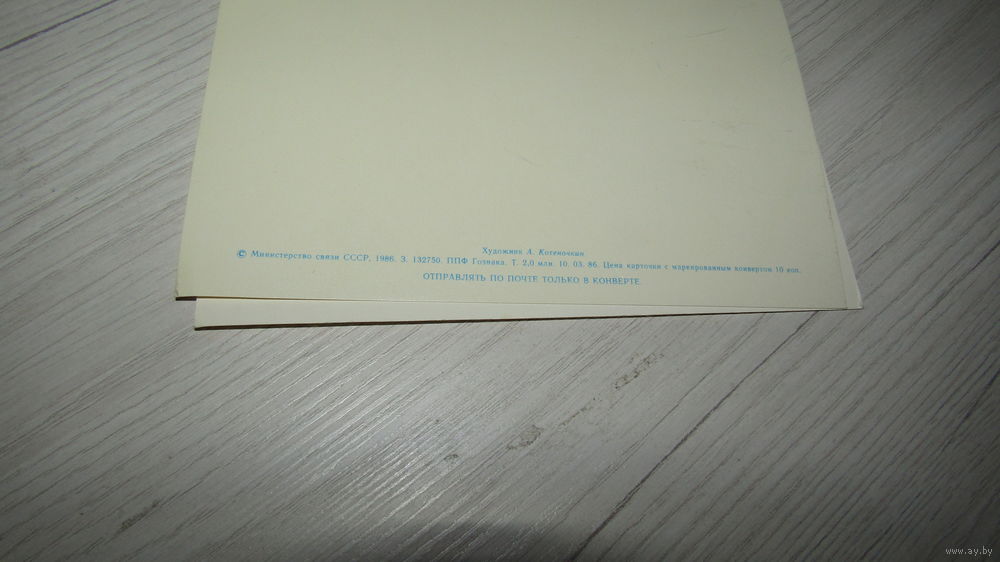 Художник А. Котеночкин
© Министерство связи СССР, 1986. З. 132750. ППФ Гознака. Т. 2,0 млн. 10. 03. 86. Цена карточки с маркированным конвертом 10 коп.
ОТПРАВЛЯТЬ ПО ПОЧТЕ ТОЛЬКО В КОНВЕРТЕ.
www.ay.by